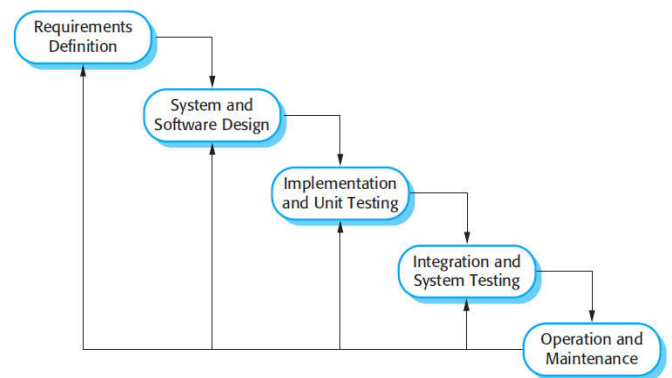 Requirements
Definition
System and
Software Design
Implementation
and Unit Testing
Integration and
System Testing
Operation and
Maintenance